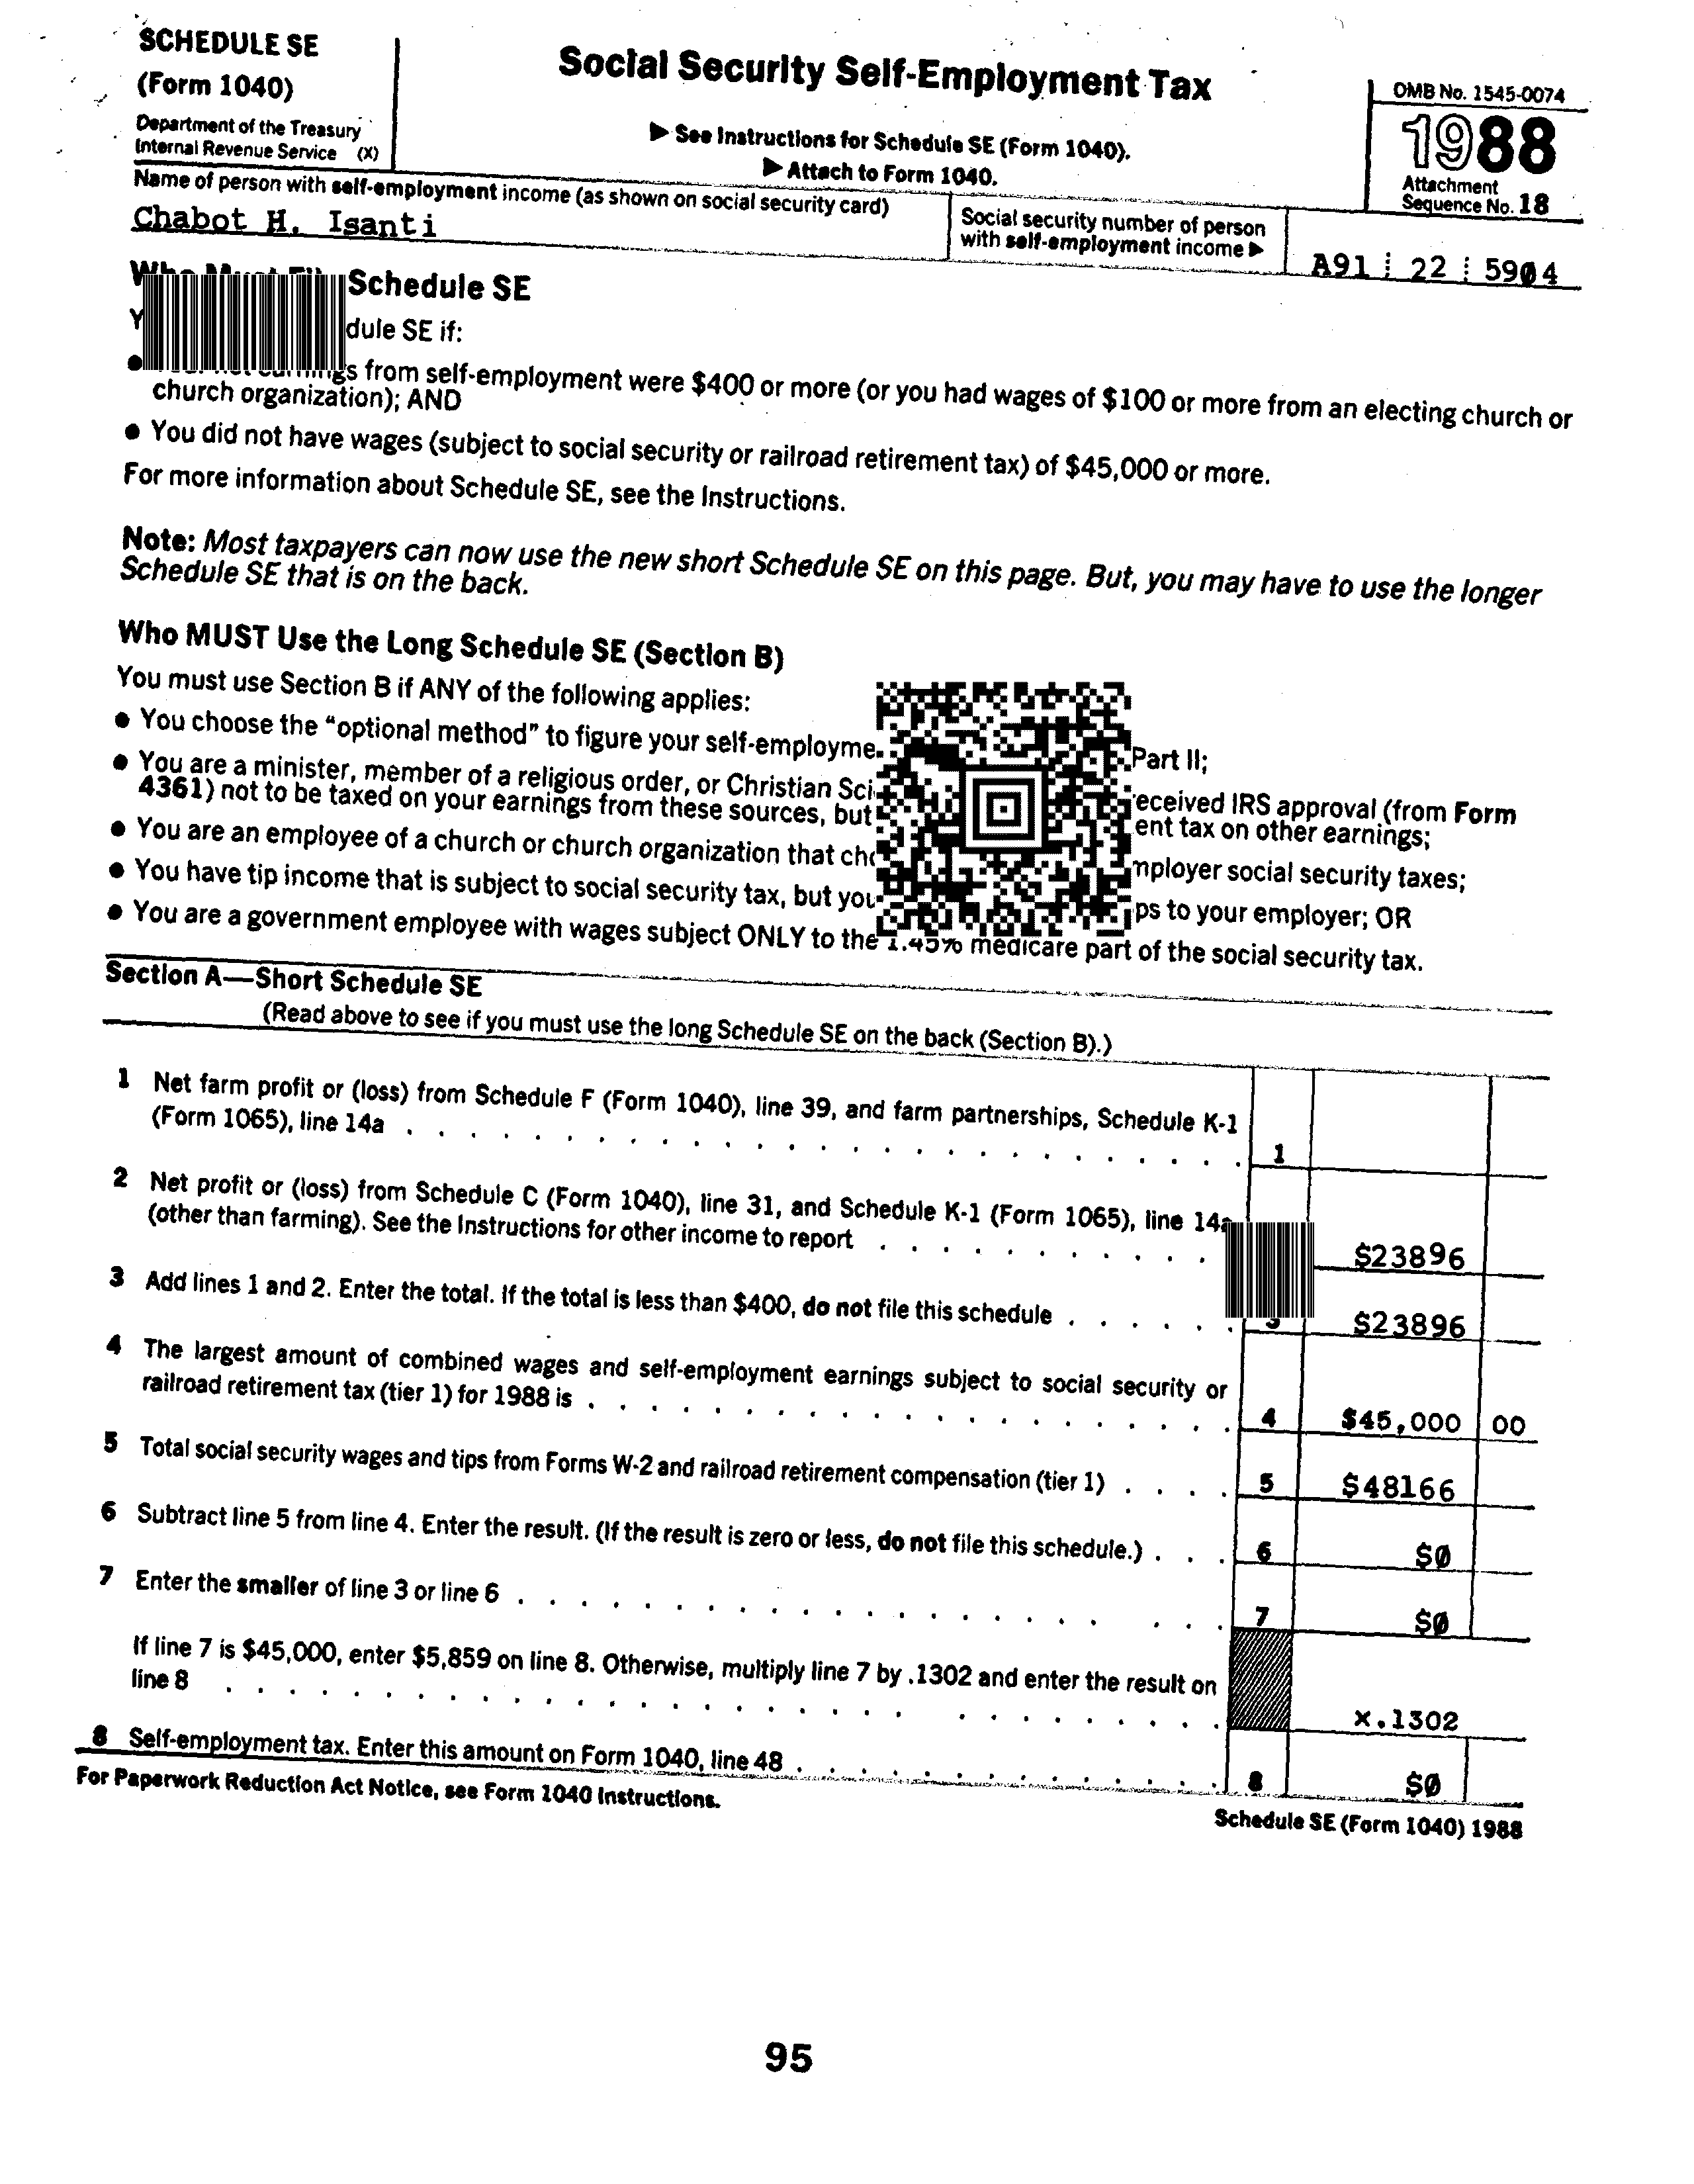 SCHEDULE SE
(Form 1040)
Department of the Treasury
Internal Revenue Service (X)
Social Security Self-Employment Tax
▶ See Instructions for Schedule SE (Form 1040).
▶ Attach to Form 1040.
OMB No. 1545-0074
1988
Attachment
Sequence No. 18
Name of person with self-employment income (as shown on social security card)
Chabot H. Isanti
Social security number of person
with self-employment income ▶
A91 22 5904
Schedule SE
SE if:
from self-employment were $400 or more (or you had wages of $100 or more from an electing church or
church organization); AND
● You did not have wages (subject to social security or railroad retirement tax) of $45,000 or more.
For more information about Schedule SE, see the Instructions.
Note: Most taxpayers can now use the new short Schedule SE on this page. But, you may have to use the longer
Schedule SE that is on the back.
Who MUST Use the Long Schedule SE (Section B)
You must use Section B if ANY of the following applies:
● You choose the "optional method" to figure your Part II;
● You are a minister, member of a religious order, or Christian IRS approval (from Form
4361) not to be taxed on your earnings from these sources, but tax on other earnings;
● You are an employee of a church or church organization that social security taxes;
● You have tip income that is subject to social security tax, but to your employer; OR
● You are a government employee with wages subject ONLY to the 1.45% medicare part of the social security tax.
Section A—Short Schedule SE
(Read above to see if you must use the long Schedule SE on the back (Section B).)
1 Net farm profit or (loss) from Schedule F (Form 1040), line 39, and farm partnerships, Schedule K-1
(Form 1065), line 14a 1
2 Net profit or (loss) from Schedule C (Form 1040), line 31, and Schedule K-1 (Form 1065), line 14a
(other than farming). See the Instructions for other income to report $23896
3 Add lines 1 and 2. Enter the total. If the total is less than $400, do not file this schedule 3 $23896
4 The largest amount of combined wages and self-employment earnings subject to social security or
railroad retirement tax (tier 1) for 1988 is 4 $45,000 00
5 Total social security wages and tips from Forms W-2 and railroad retirement compensation (tier 1) 5 $48166
6 Subtract line 5 from line 4. Enter the result. (If the result is zero or less, do not file this schedule.) 6 $0
7 Enter the smaller of line 3 or line 6 7 $0
If line 7 is $45,000, enter $5,859 on line 8. Otherwise, multiply line 7 by .1302 and enter the result on
line 8 x.1302
8 Self-employment tax. Enter this amount on Form 1040, line 48 8 $0
For Paperwork Reduction Act Notice, see Form 1040 Instructions.
Schedule SE (Form 1040) 1988
95